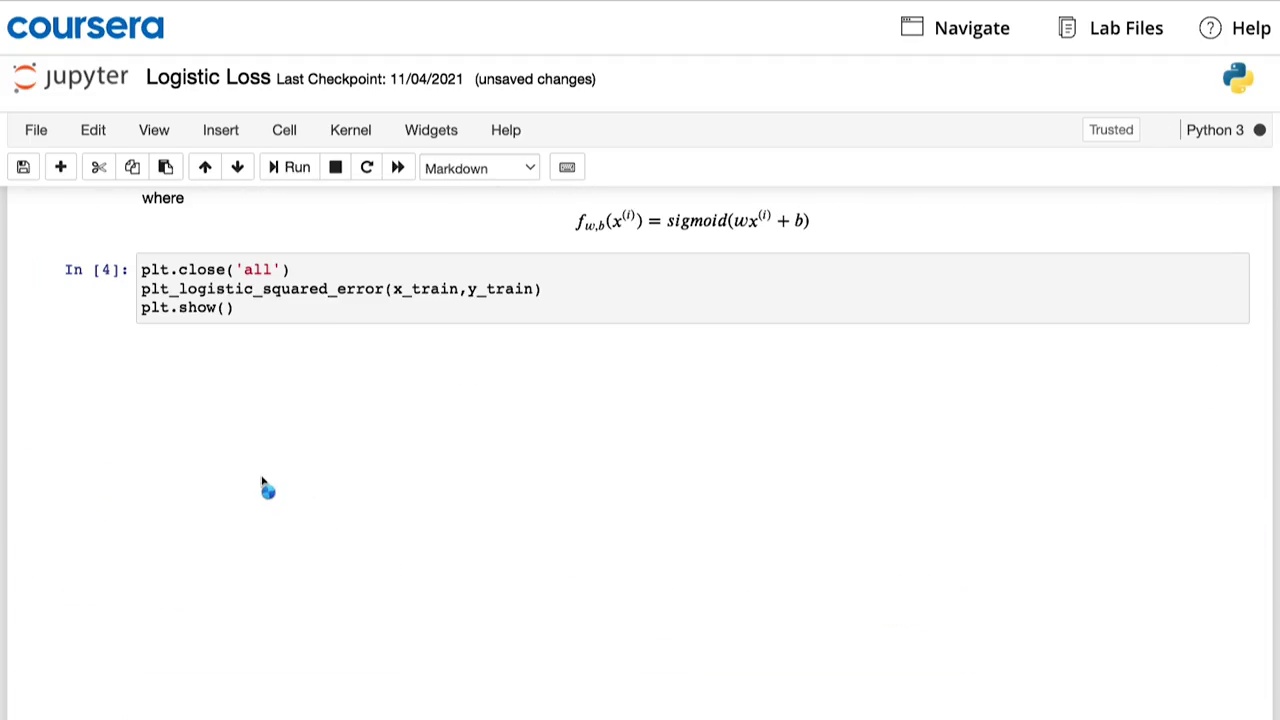 coursera Navigate Lab Files ? Help
jupyter Logistic Loss Last Checkpoint: 11/04/2021 (unsaved changes)
File Edit View Insert Cell Kernel Widgets Help Trusted Python 3
Run Markdown
where
f_{w,b}(x^{(i)}) = sigmoid(wx^{(i)} + b)
In [4]: plt.close('all')
plt_logistic_squared_error(x_train,y_train)
plt.show()